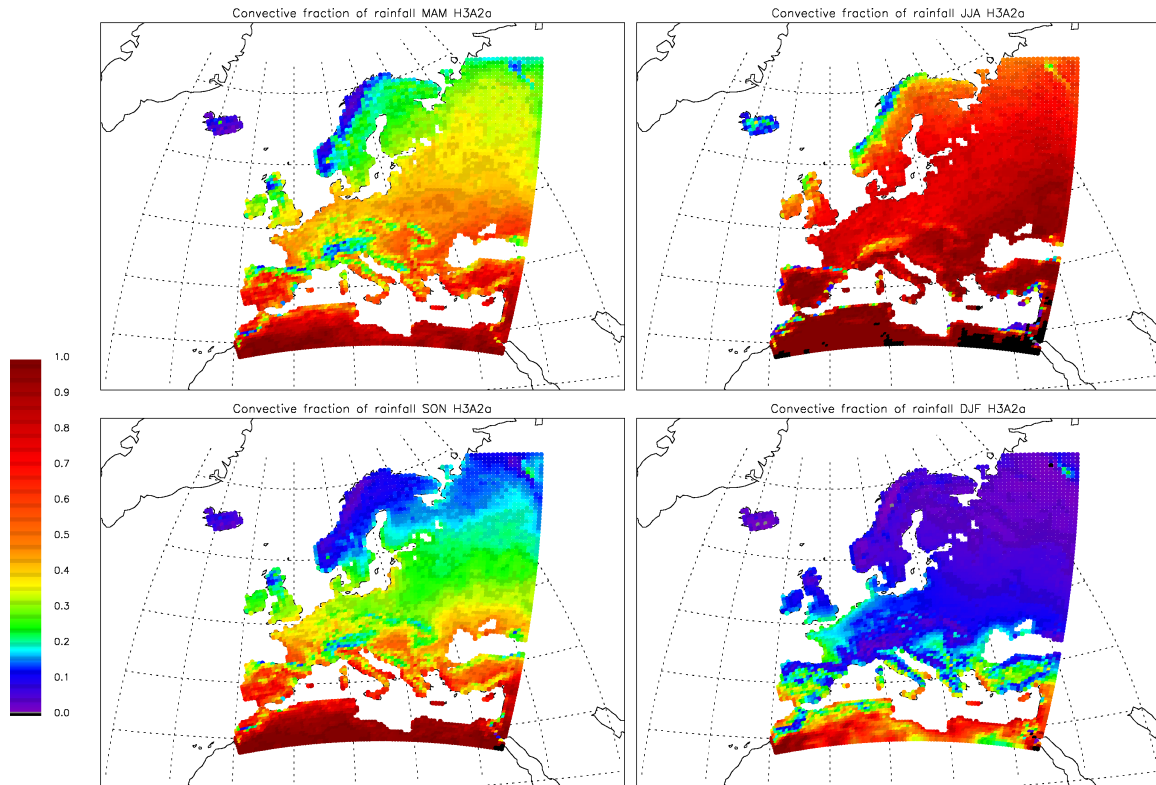 Convective fraction of rainfall MAM H3A2a
Convective fraction of rainfall JJA H3A2a
1.0
0.9
0.8
0.7
0.6
0.5
0.4
0.3
0.2
0.1
0.0
Convective fraction of rainfall SON H3A2a
Convective fraction of rainfall DJF H3A2a